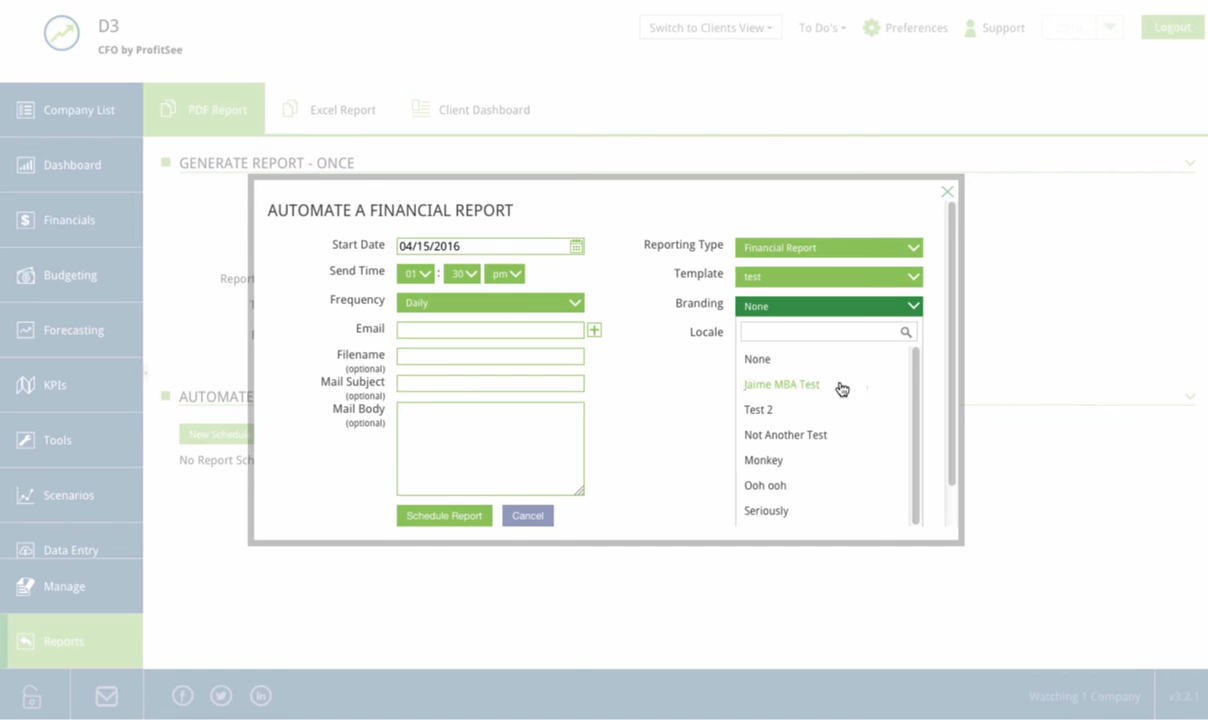 D3
CFO by ProfitSee
Switch to Clients View
To Do's
Preferences
Support
Logout
Company List
Dashboard
Financials
Budgeting
Forecasting
KPIs
Tools
Scenarios
Data Entry
Manage
Reports
PDF Report
Excel Report
Client Dashboard
GENERATE REPORT - ONCE
Report
AUTOMATE
New Schedule
No Report Sch
AUTOMATE A FINANCIAL REPORT
Start Date 04/15/2016
Send Time 01 : 30 pm
Frequency Daily
Email
Filename
(optional)
Mail Subject
(optional)
Mail Body
(optional)
Schedule Report Cancel
Reporting Type Financial Report
Template test
Branding None
Locale
None
Jaime MBA Test
Test 2
Not Another Test
Monkey
Ooh ooh
Seriously
Watching 1 Company
v3.2.1